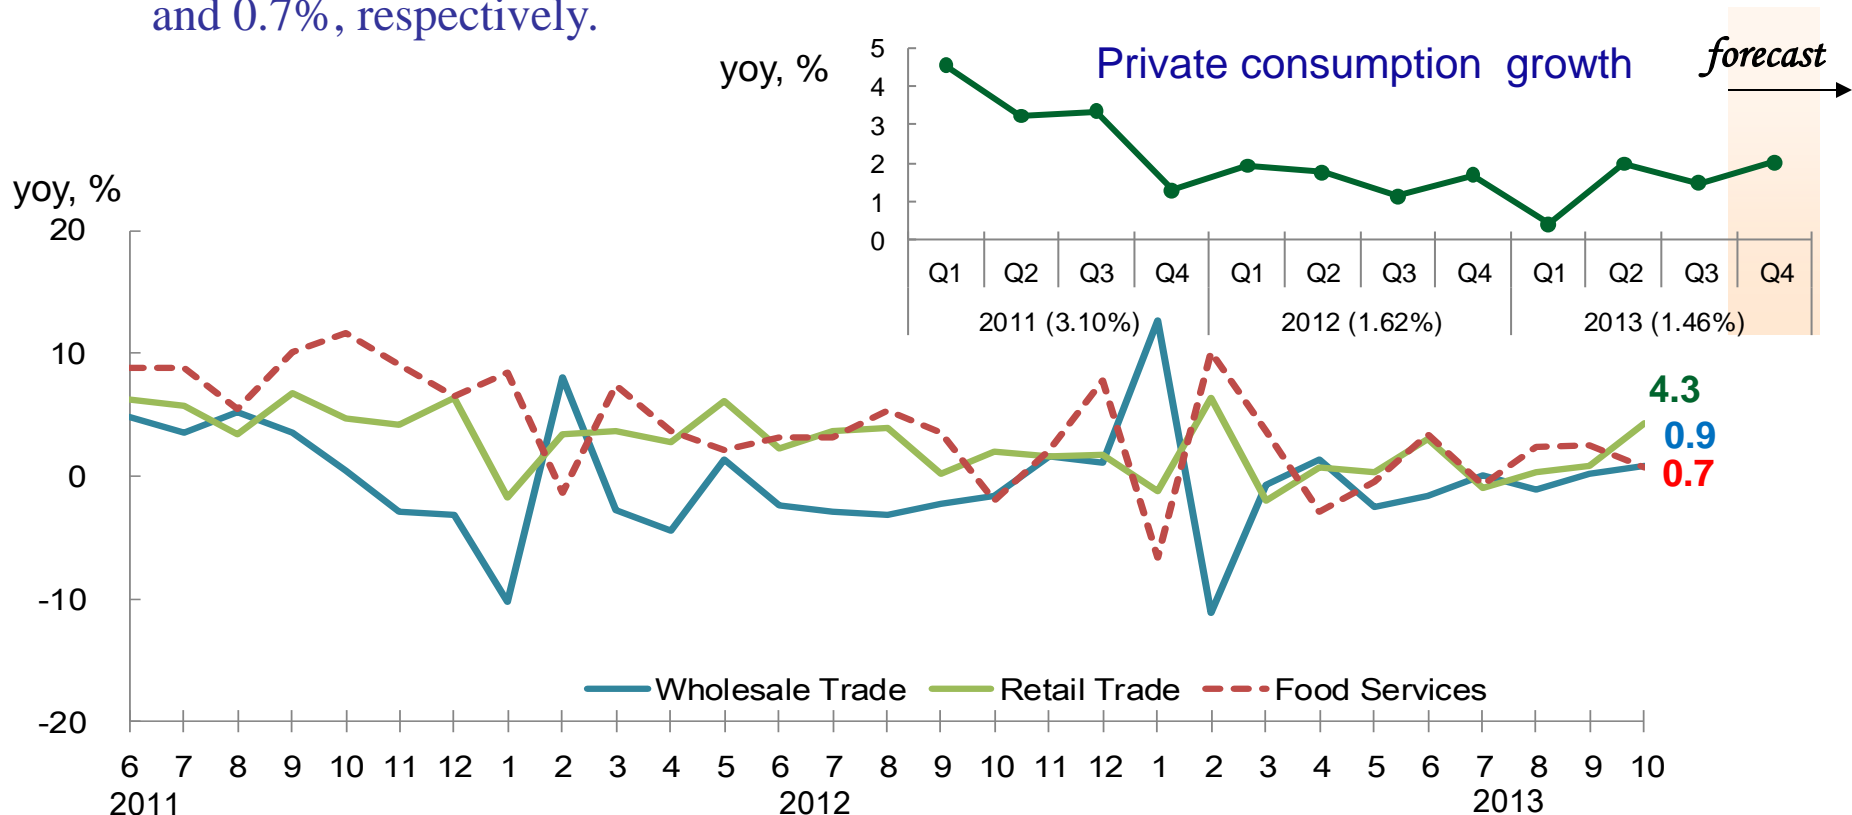 and 0.7%, respectively.
yoy, %
Private consumption growth
forecast
5
4
3
2
1
0
Q1 Q2 Q3 Q4 Q1 Q2 Q3 Q4 Q1 Q2 Q3 Q4
2011 (3.10%) 2012 (1.62%) 2013 (1.46%)
yoy, %
20
10
0
-10
-20
4.3
0.9
0.7
Wholesale Trade Retail Trade Food Services
6 7 8 9 10 11 12 1 2 3 4 5 6 7 8 9 10 11 12 1 2 3 4 5 6 7 8 9 10
2011 2012 2013